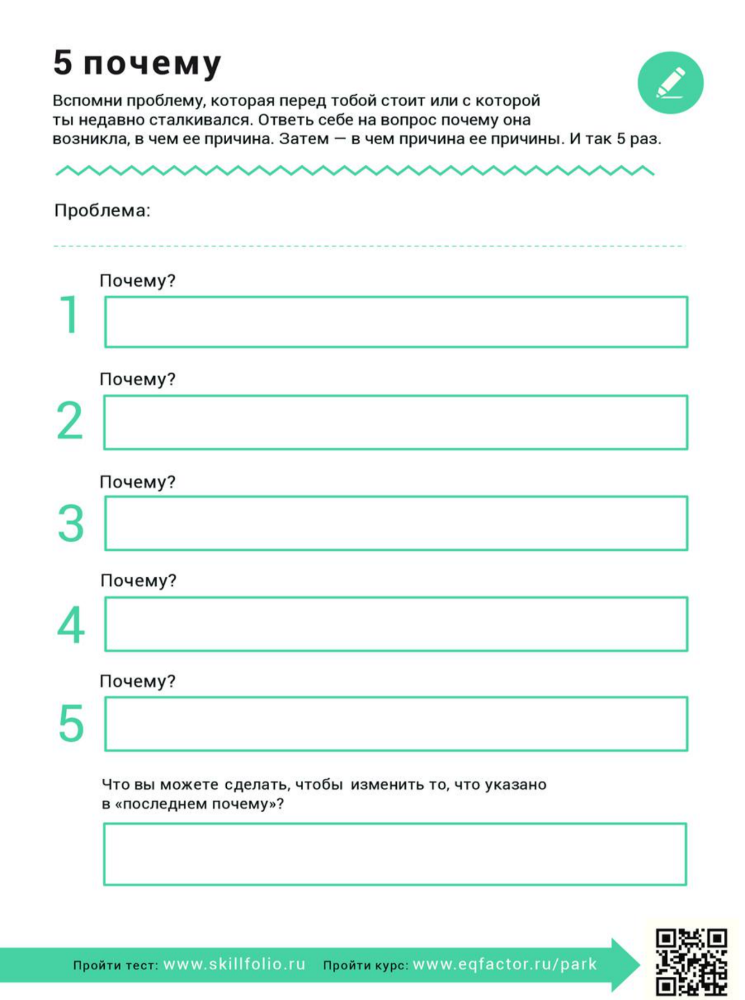 5 почему
Вспомни проблему, которая перед тобой стоит или с которой
ты недавно сталкивался. Ответь себе на вопрос почему она
возникла, в чем ее причина. Затем — в чем причина ее причины. И так 5 раз.
Проблема:
Почему?
1
Почему?
2
Почему?
3
Почему?
4
Почему?
5
Что вы можете сделать, чтобы изменить то, что указано
в «последнем почему»?
Пройти тест: www.skillfolio.ru Пройти курс: www.eqfactor.ru/park